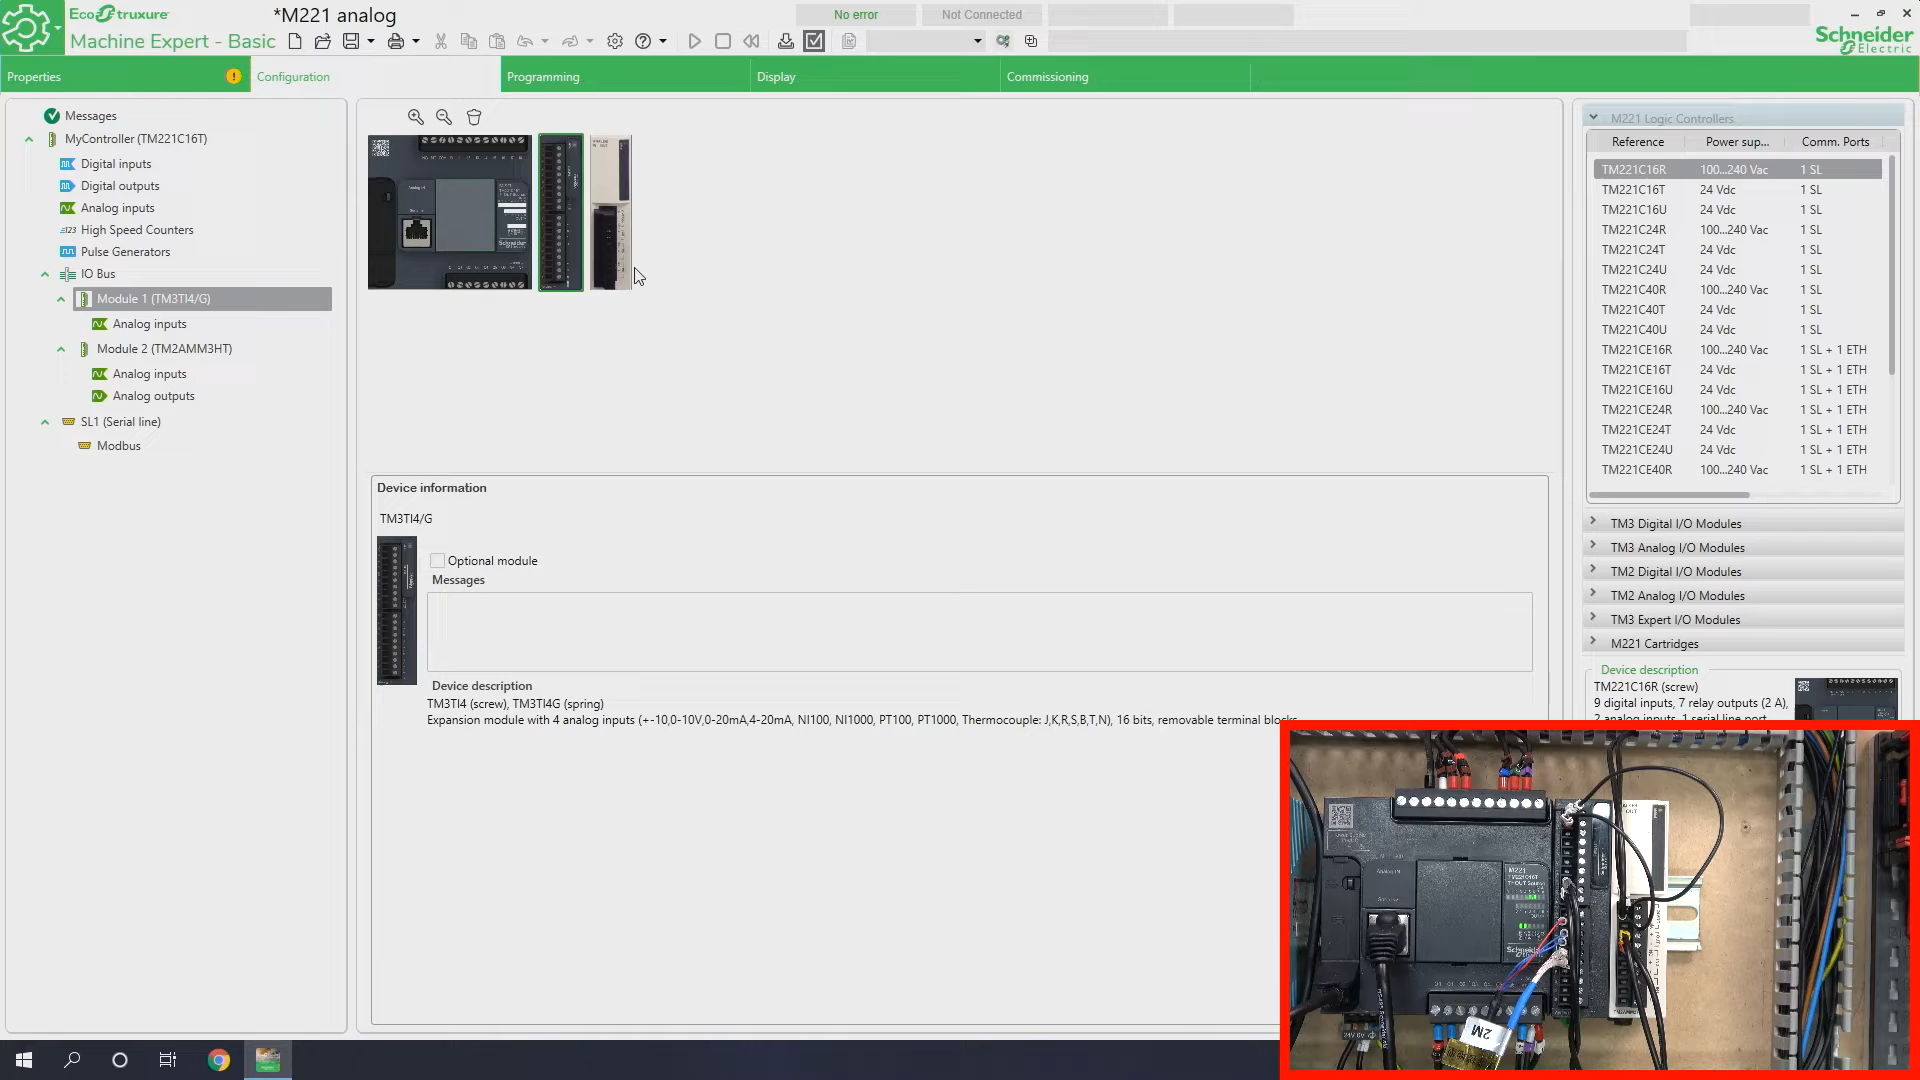 EcoStruxure
Machine Expert - Basic
*M221 analog
No error
Not Connected
Schneider
Electric
Properties
Configuration
Programming
Display
Commissioning
Messages
MyController (TM221C16T)
Digital inputs
Digital outputs
Analog inputs
High Speed Counters
Pulse Generators
IO Bus
Module 1 (TM3TI4/G)
Analog inputs
Module 2 (TM2AMM3HT)
Analog inputs
Analog outputs
SL1 (Serial line)
Modbus
Device information
TM3TI4/G
Optional module
Messages
Device description
TM3TI4 (screw), TM3TI4G (spring)
Expansion module with 4 analog inputs (+-10,0-10V,0-20mA,4-20mA, NI100, NI1000, PT100, PT1000, Thermocouple: J,K,R,S,B,T,N), 16 bits, removable terminal blocks
M221 Logic Controllers
Reference Power sup... Comm. Ports
TM221C16R 100...240 Vac 1 SL
TM221C16T 24 Vdc 1 SL
TM221C16U 24 Vdc 1 SL
TM221C24R 100...240 Vac 1 SL
TM221C24T 24 Vdc 1 SL
TM221C24U 24 Vdc 1 SL
TM221C40R 100...240 Vac 1 SL
TM221C40T 24 Vdc 1 SL
TM221C40U 24 Vdc 1 SL
TM221CE16R 100...240 Vac 1 SL + 1 ETH
TM221CE16T 24 Vdc 1 SL + 1 ETH
TM221CE16U 24 Vdc 1 SL + 1 ETH
TM221CE24R 100...240 Vac 1 SL + 1 ETH
TM221CE24T 24 Vdc 1 SL + 1 ETH
TM221CE24U 24 Vdc 1 SL + 1 ETH
TM221CE40R 100...240 Vac 1 SL + 1 ETH
TM3 Digital I/O Modules
TM3 Analog I/O Modules
TM2 Digital I/O Modules
TM2 Analog I/O Modules
TM3 Expert I/O Modules
M221 Cartridges
Device description
TM221C16R (screw)
9 digital inputs, 7 relay outputs (2 A),
2 analog inputs, 1 serial line port
Analog IN
M221
TM221C16T
Schneider
2M